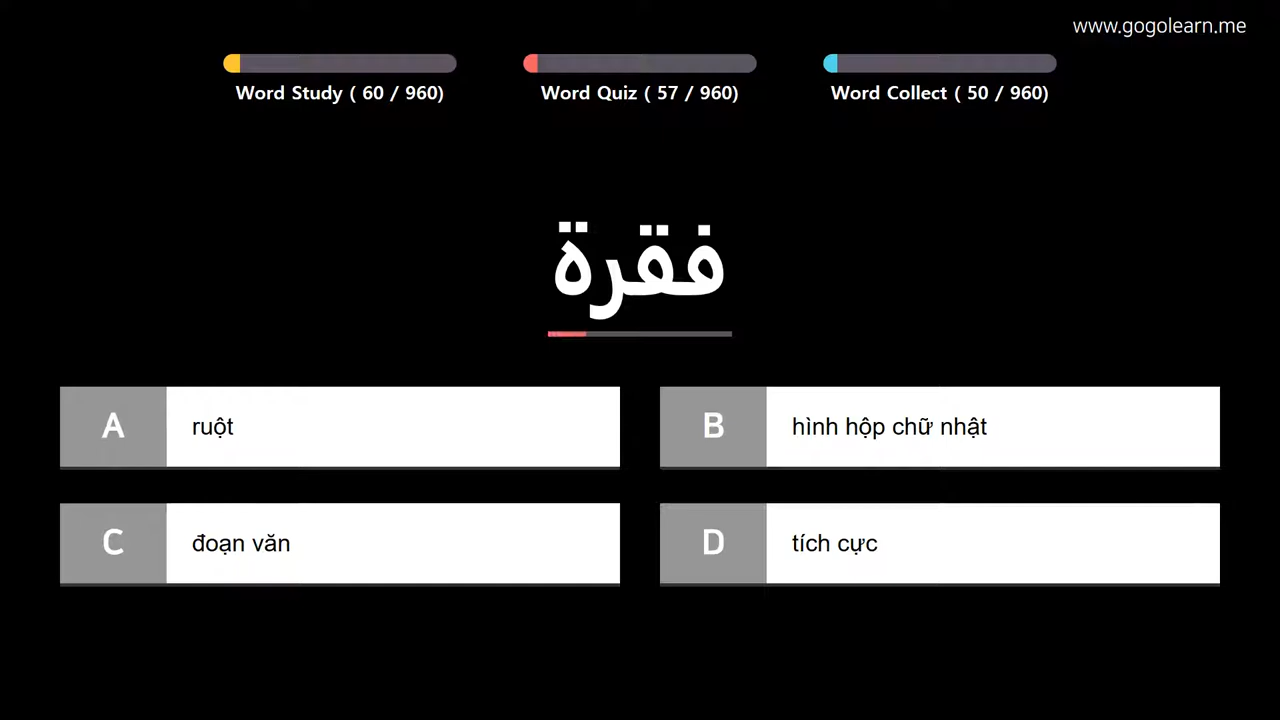 www.gogolearn.me
Word Study ( 60 / 960)
Word Quiz ( 57 / 960)
Word Collect ( 50 / 960)
فقرة
A ruột
B hình hộp chữ nhật
C đoạn văn
D tích cực